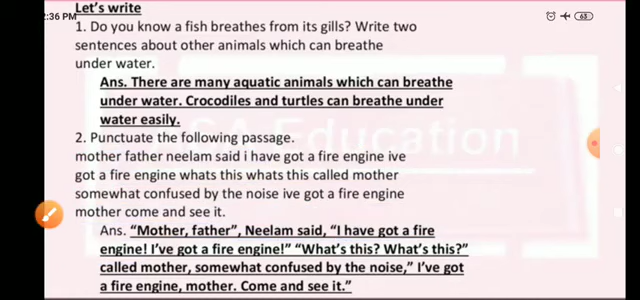 Let's write
2:36 PM
63
1. Do you know a fish breathes from its gills? Write two
sentences about other animals which can breathe
under water.
Ans. There are many aquatic animals which can breathe
under water. Crocodiles and turtles can breathe under
water easily.
Education
2. Punctuate the following passage.
mother father neelam said i have got a fire engine ive
got a fire engine whats this whats this called mother
somewhat confused by the noise ive got a fire engine
mother come and see it.
Ans. “Mother, father”, Neelam said, “I have got a fire
engine! I've got a fire engine!” “What's this? What's this?”
called mother, somewhat confused by the noise,” I've got
a fire engine, mother. Come and see it.”